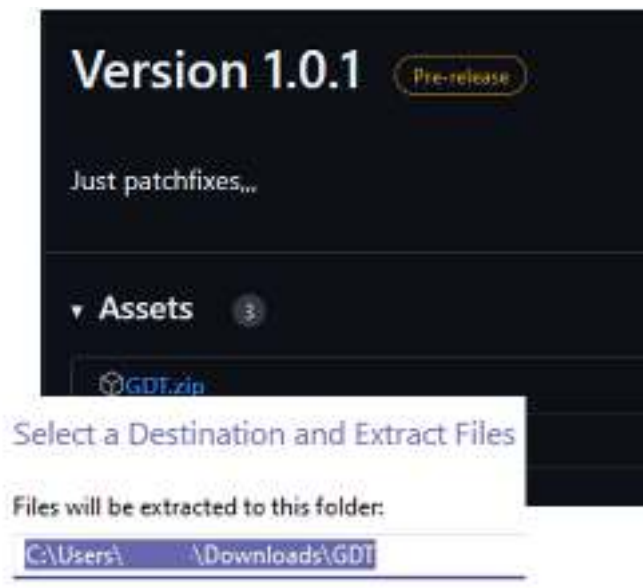 Version 1.0.1 Pre-release
Just patchfixes,,,
Assets 3
GDT.zip
Select a Destination and Extract Files
Files will be extracted to this folder:
C:\Users\ \Downloads\GDT